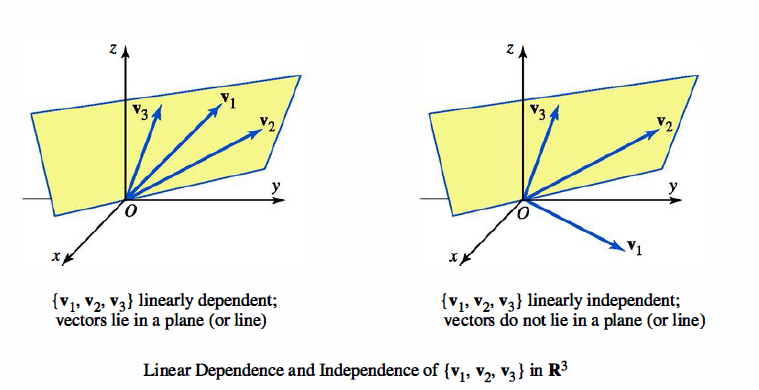 z
v₃
v₁
v₂
y
O
x
{v₁, v₂, v₃} linearly dependent;
vectors lie in a plane (or line)
z
v₃
v₂
y
O
v₁
x
{v₁, v₂, v₃} linearly independent;
vectors do not lie in a plane (or line)
Linear Dependence and Independence of {v₁, v₂, v₃} in R³